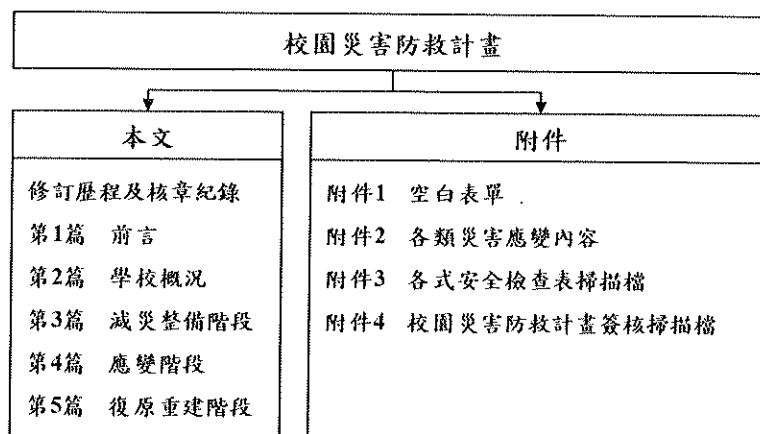 校園災害防救計畫
本文
修訂歷程及核章紀錄
第1篇 前言
第2篇 學校概況
第3篇 減災整備階段
第4篇 應變階段
第5篇 復原重建階段
附件
附件1 空白表單
附件2 各類災害應變內容
附件3 各式安全檢查表掃描檔
附件4 校園災害防救計畫簽核掃描檔